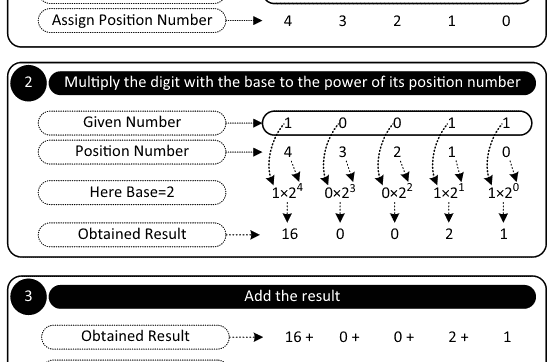 Assign Position Number 4 3 2 1 0
2 Multiply the digit with the base to the power of its position number
Given Number 1 0 0 1 1
Position Number 4 3 2 1 0
Here Base=2 1×2⁴ 0×2³ 0×2² 1×2¹ 1×2⁰
Obtained Result 16 0 0 2 1
3 Add the result
Obtained Result 16 + 0 + 0 + 2 + 1